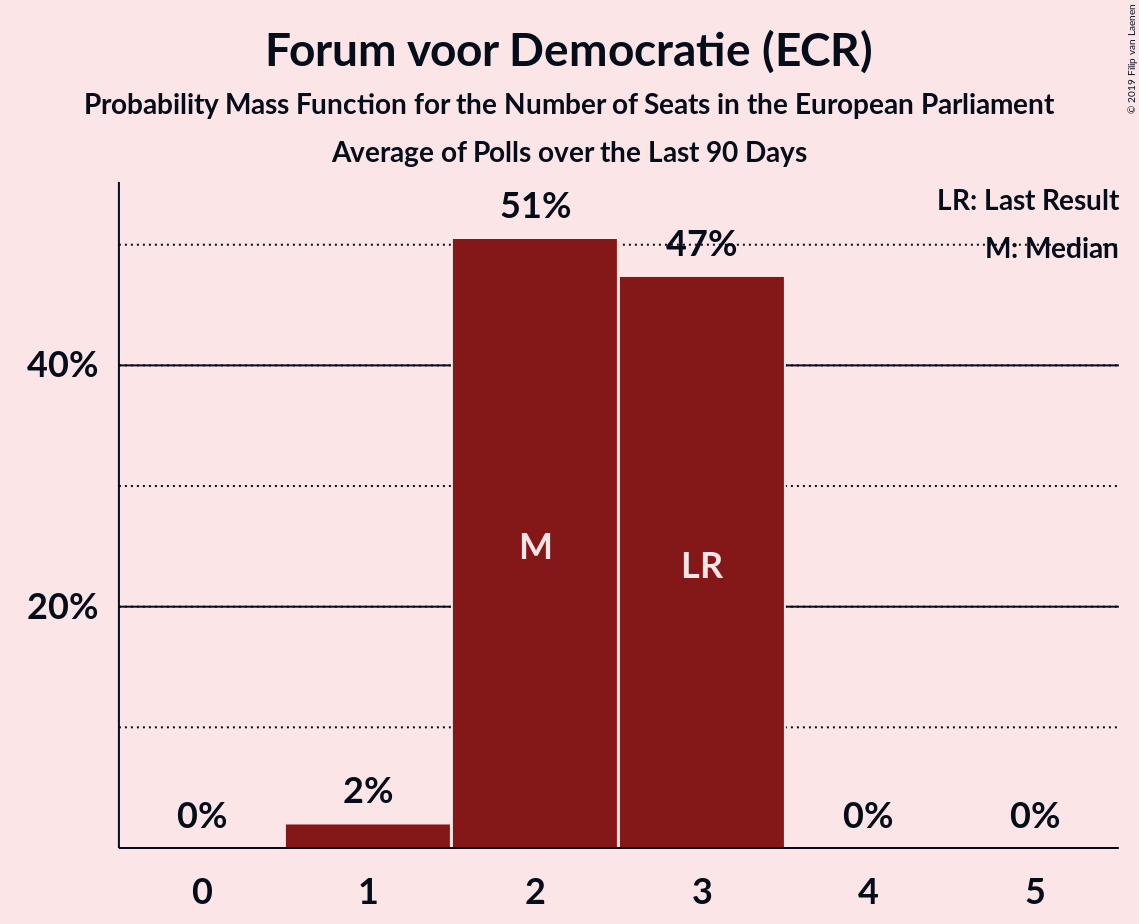 Forum voor Democratie (ECR)
Probability Mass Function for the Number of Seats in the European Parliament
Average of Polls over the Last 90 Days
© 2019 Filip van Laenen
LR: Last Result
M: Median
51%
47%
40%
20%
M
LR
0%
2%
0%
0%
0
1
2
3
4
5